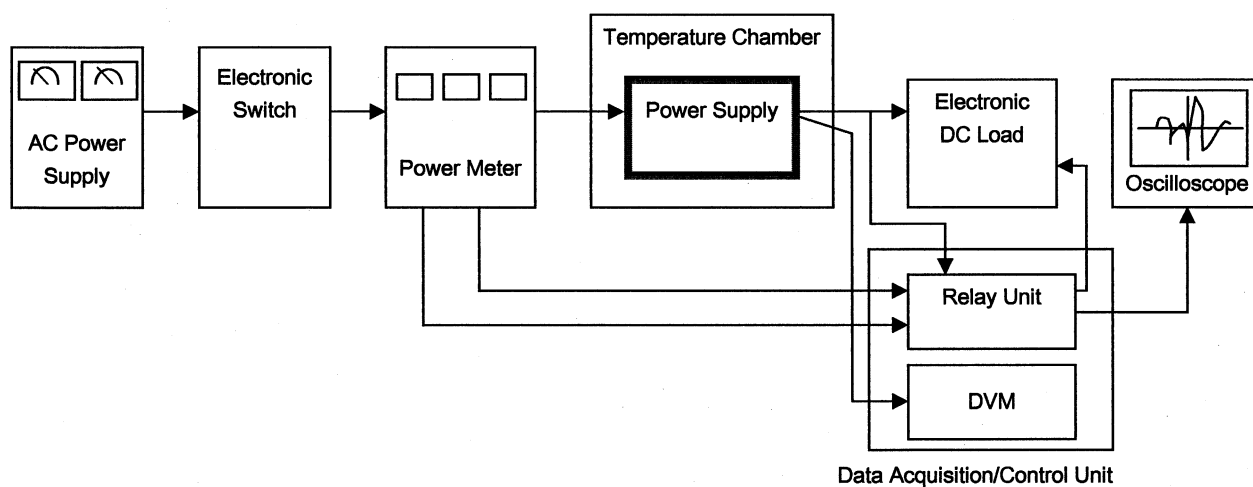 AC Power
Supply
Electronic
Switch
Power Meter
Temperature Chamber
Power Supply
Electronic
DC Load
Oscilloscope
Relay Unit
DVM
Data Acquisition/Control Unit